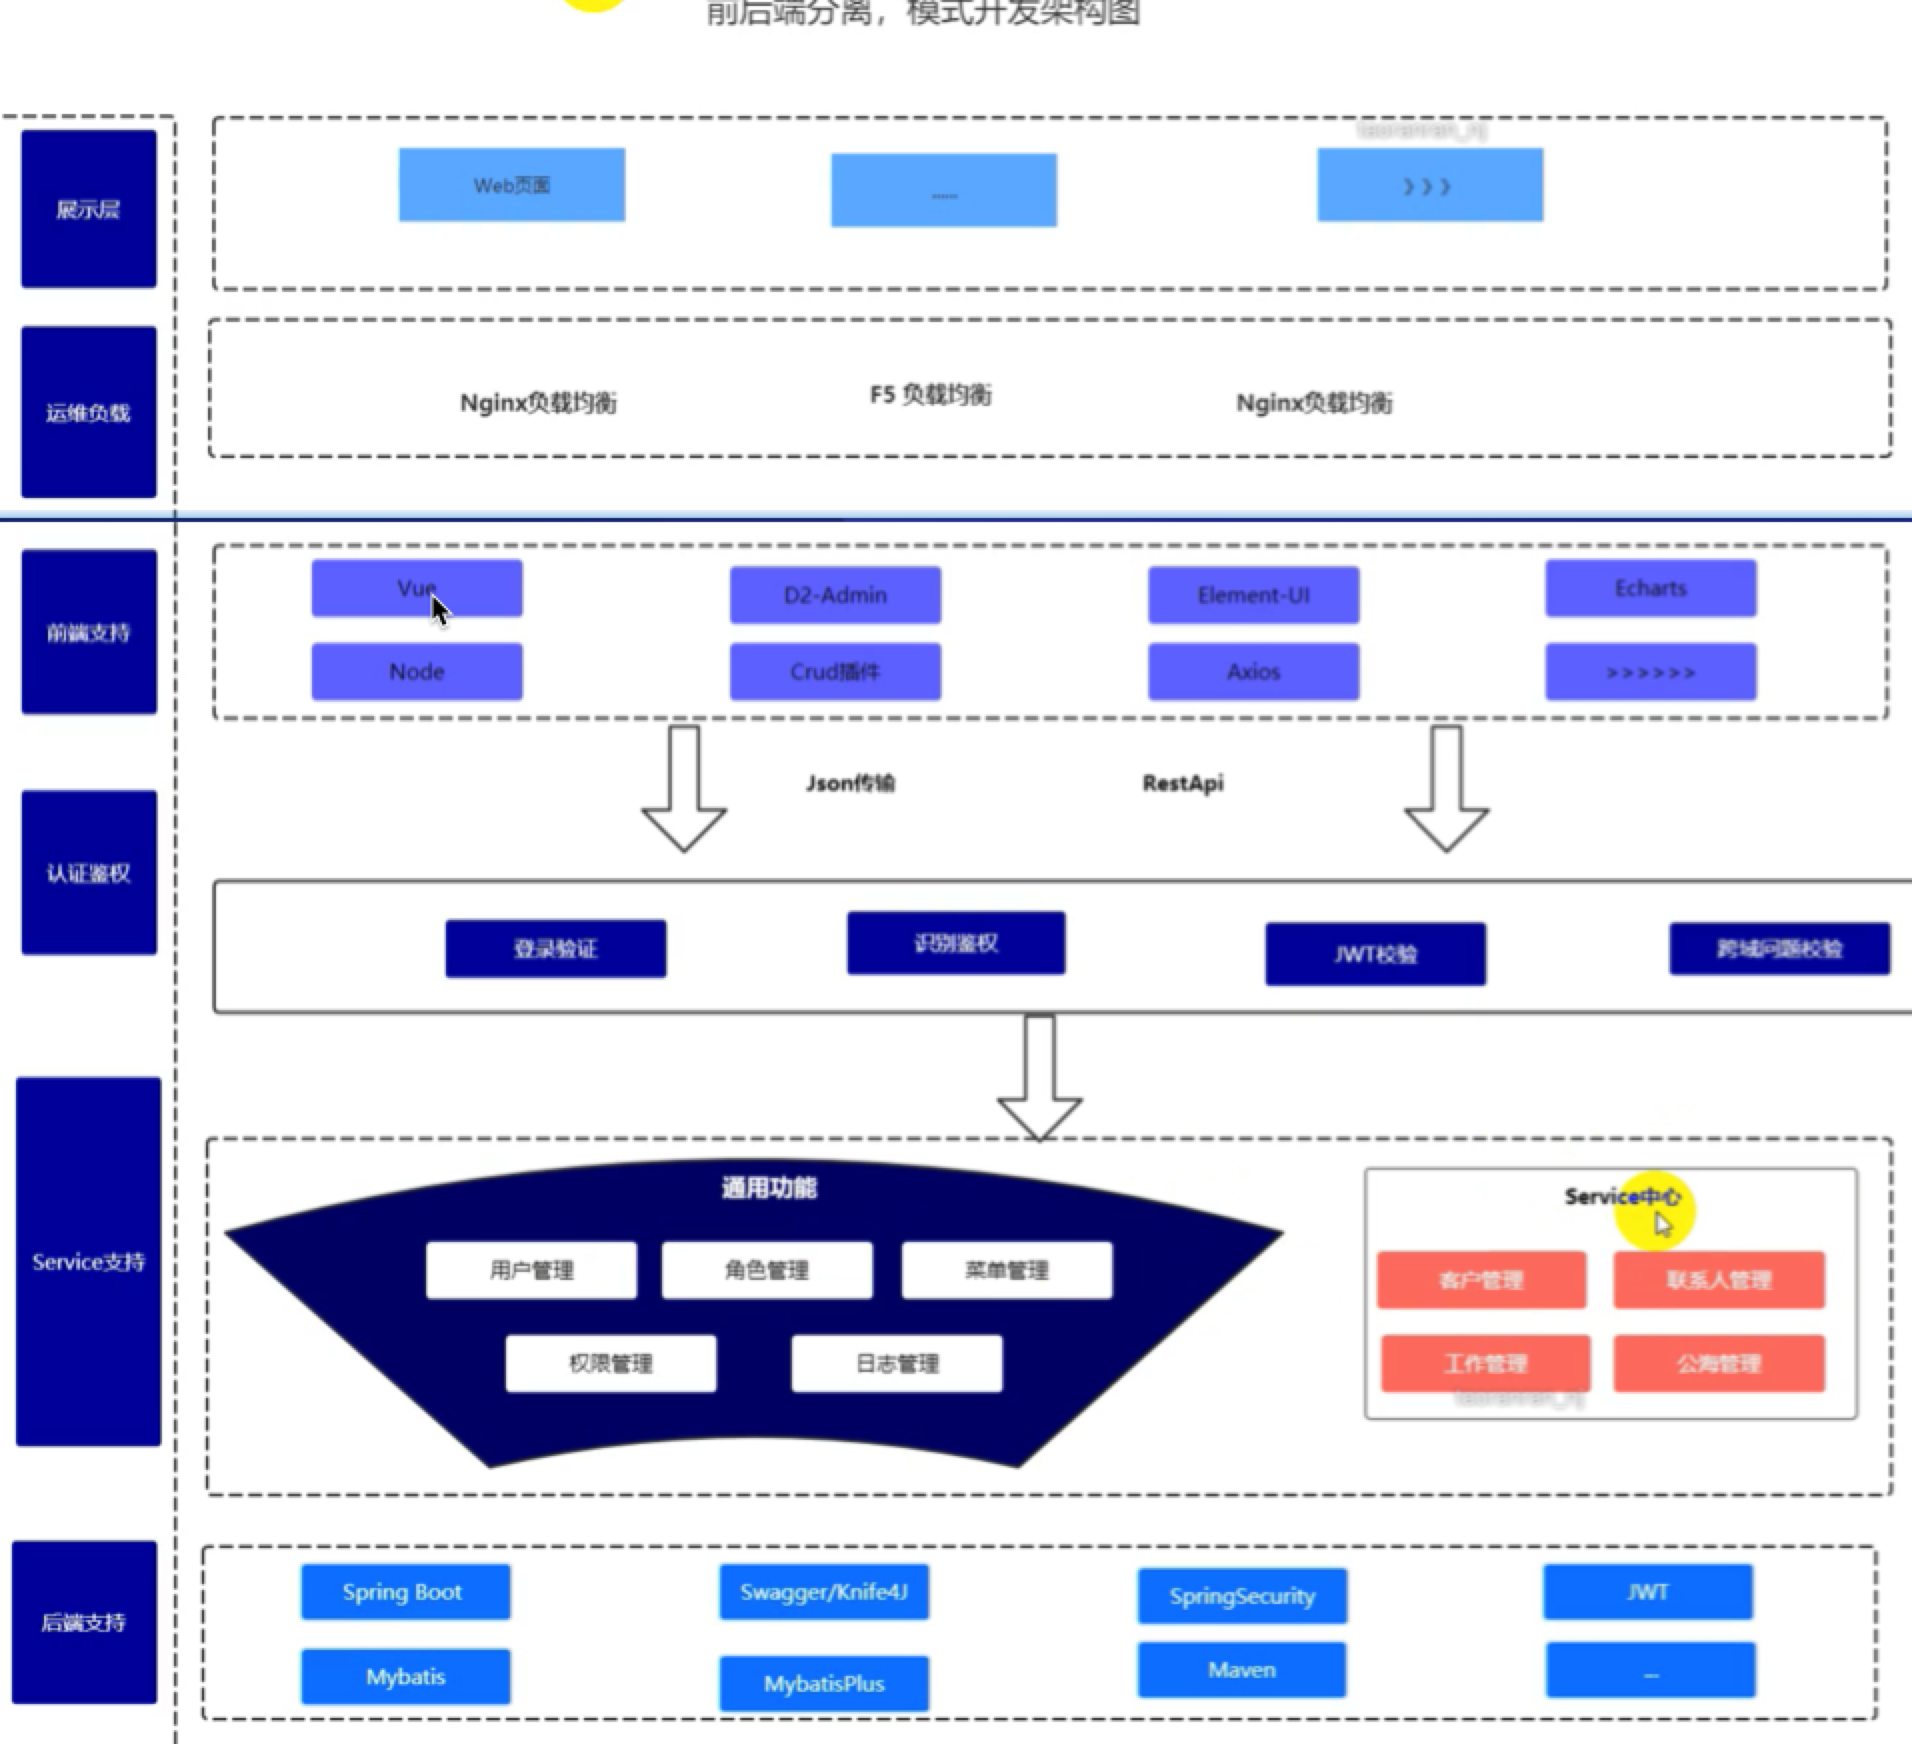 前后端分离，模式开发架构图
展示层
Web页面
......
》》》
运维负载
Nginx负载均衡
F5 负载均衡
Nginx负载均衡
前端支持
Vue
D2-Admin
Element-UI
Echarts
Node
Crud插件
Axios
>>>>>>
Json传输
RestApi
认证鉴权
登录验证
识别鉴权
JWT校验
跨域问题校验
Service支持
通用功能
用户管理
角色管理
菜单管理
权限管理
日志管理
Service中心
客户管理
联系人管理
工作管理
公海管理
后端支持
Spring Boot
Swagger/Knife4J
SpringSecurity
JWT
Mybatis
MybatisPlus
Maven
...